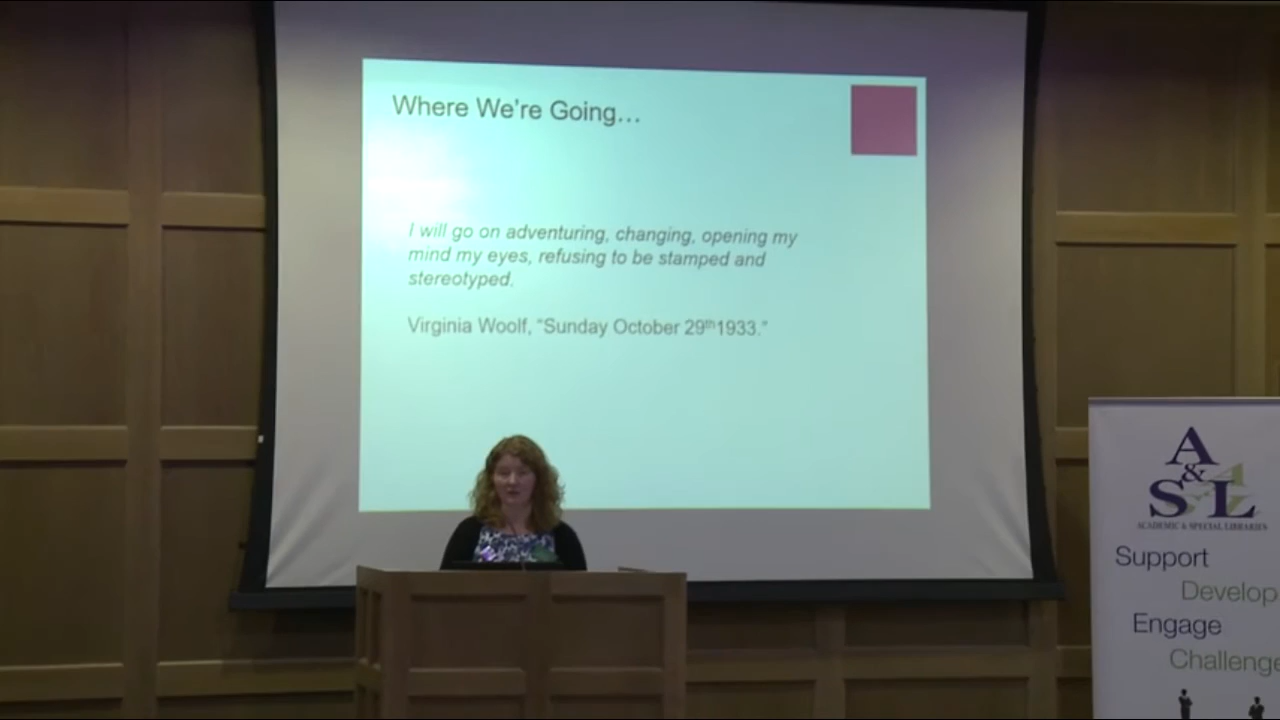 Where We're Going…
I will go on adventuring, changing, opening my
mind my eyes, refusing to be stamped and
stereotyped.
Virginia Woolf, "Sunday October 29th1933."
A
&
SL
ACADEMIC & SPECIAL LIBRARIES
Support
Develop
Engage
Challenge